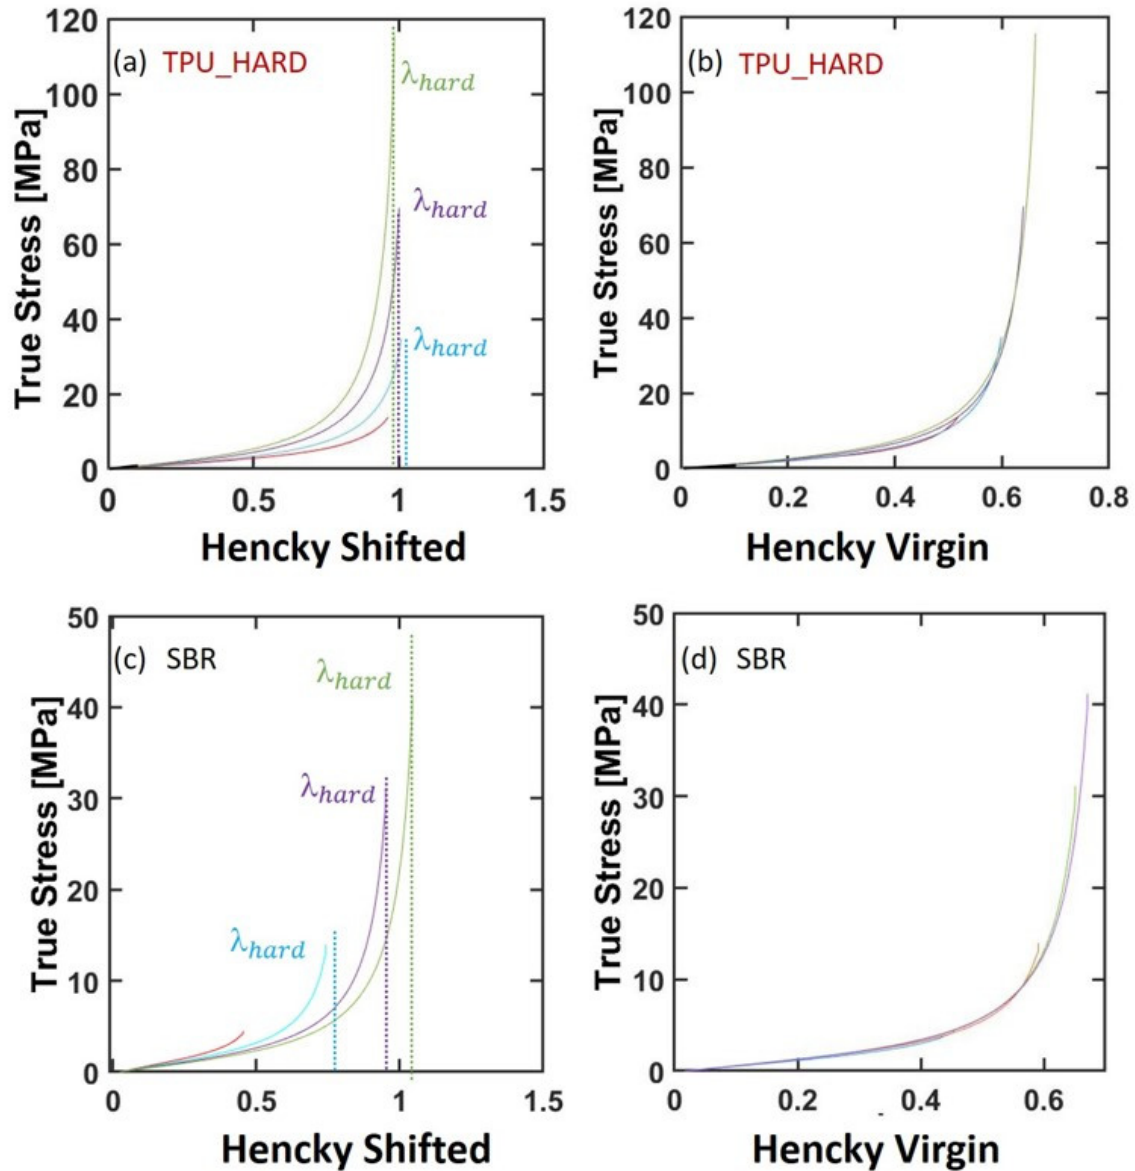 (a) TPU_HARD
True Stress [MPa]
120
100
80
60
40
20
0
λhard
λhard
λhard
0 0.5 1 1.5
Hencky Shifted
(b) TPU_HARD
True Stress [MPa]
120
100
80
60
40
20
0
0 0.2 0.4 0.6 0.8
Hencky Virgin
(c) SBR
True Stress [MPa]
50
40
30
20
10
0
λhard
λhard
λhard
0 0.5 1 1.5
Hencky Shifted
(d) SBR
True Stress [MPa]
50
40
30
20
10
0
0 0.2 0.4 0.6
Hencky Virgin